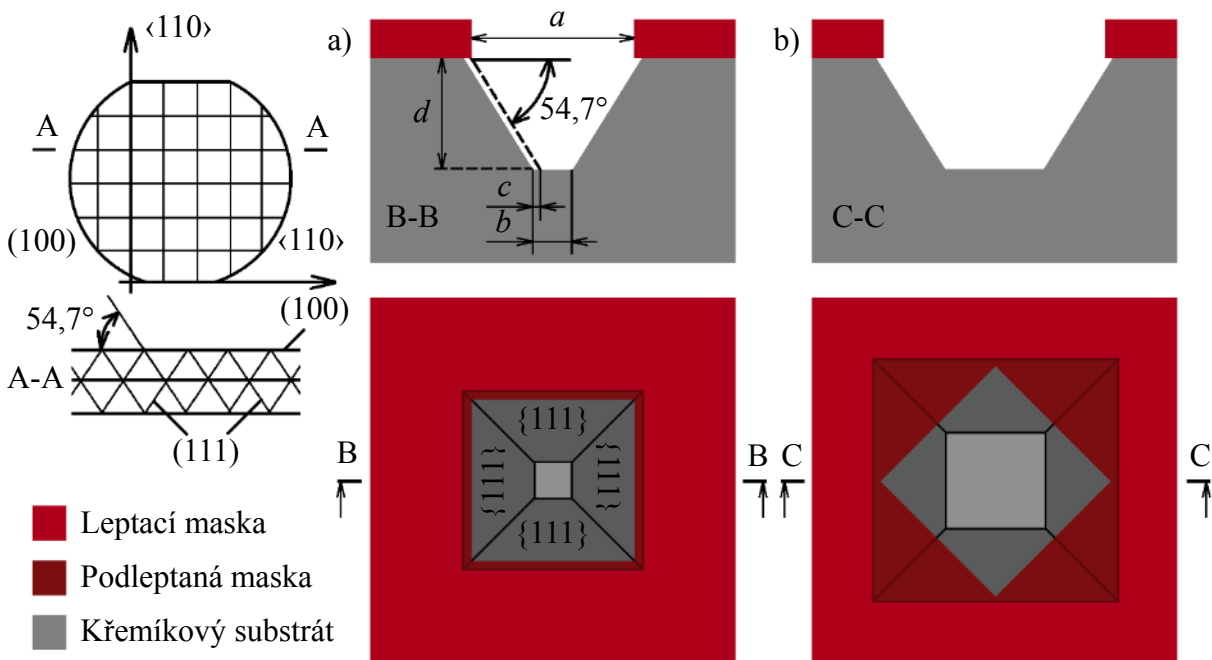 ‹110›
A
A
(100)
‹110›
54,7°
(100)
A-A
(111)
Leptací maska
Podleptaná maska
Křemíkový substrát
a)
a
d
54,7°
c
b
B-B
{111}
{111}
{111}
{111}
B
B
b)
C-C
C
C